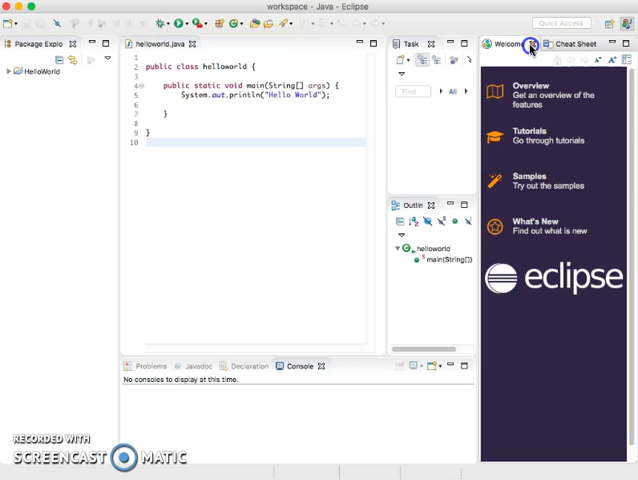 workspace - Java - Eclipse
Quick Access
Package Explo
HelloWorld
helloworld.java
1
2 public class helloworld {
3
4 public static void main(String[] args) {
5 System.out.println("Hello World");
6
7 }
8
9 }
10
Task
Find
All
Outlin
helloworld
main(String[])
Welcome
Cheat Sheet
Overview
Get an overview of the
features
Tutorials
Go through tutorials
Samples
Try out the samples
What's New
Find out what is new
eclipse
Problems
Javadoc
Declaration
Console
No consoles to display at this time.
RECORDED WITH
SCREENCAST MATIC